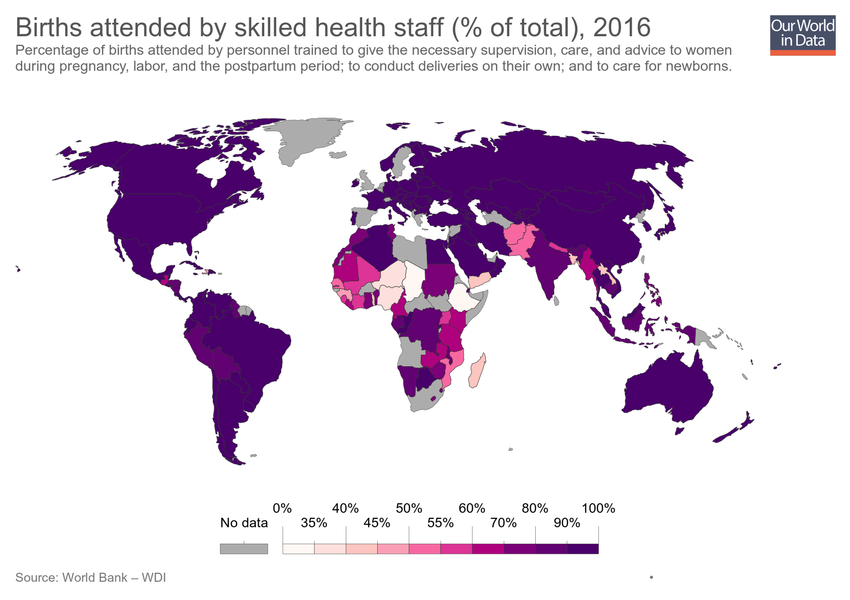 Births attended by skilled health staff (% of total), 2016
Our World
in Data
Percentage of births attended by personnel trained to give the necessary supervision, care, and advice to women
during pregnancy, labor, and the postpartum period; to conduct deliveries on their own; and to care for newborns.
0% 40% 50% 60% 80% 100%
No data 35% 45% 55% 70% 90%
Source: World Bank – WDI